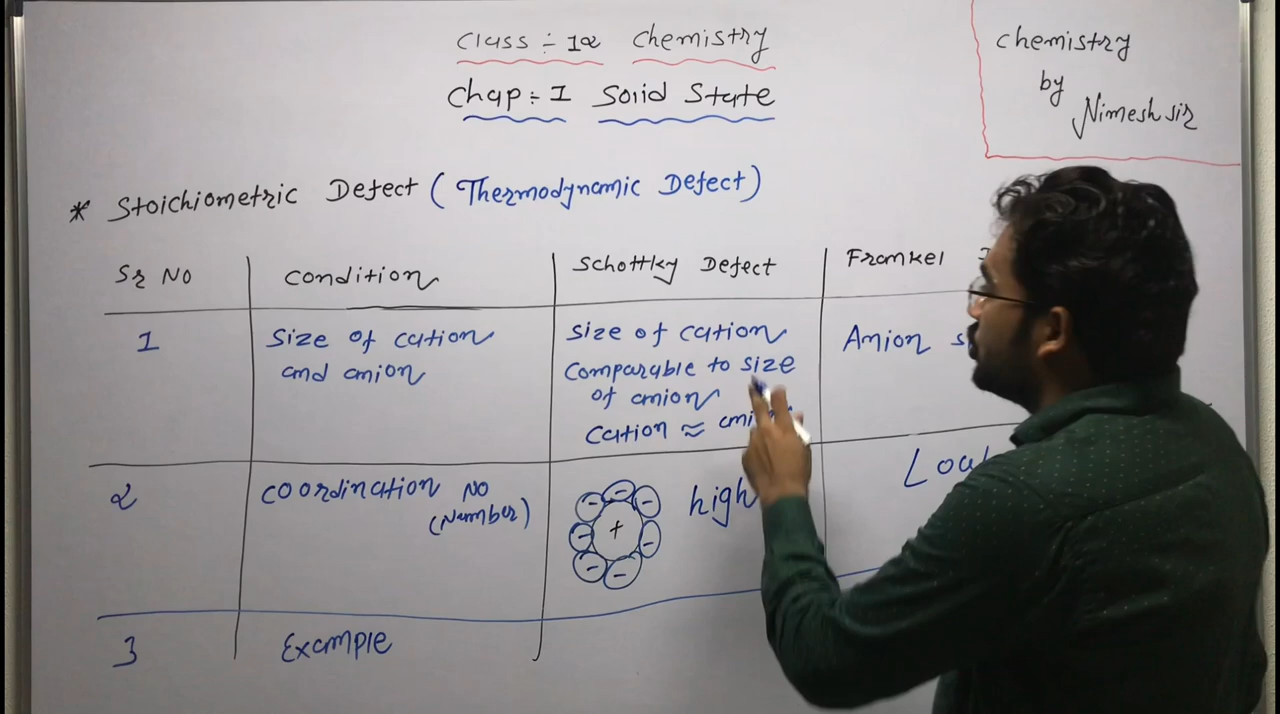 Class :- 12 Chemistry
Chap :- 1 Solid State
Chemistry
by
Nimesh sir
* Stoichiometric Defect (Thermodynamic Defect)
Sr No
Condition
Schottky Defect
Frankel
1
Size of cation
and anion
Size of cation
Comparable to size
of anion
Cation ≈
Anion
2
Coordination No
(Number)
+
- - - - - - -
high
3
Example